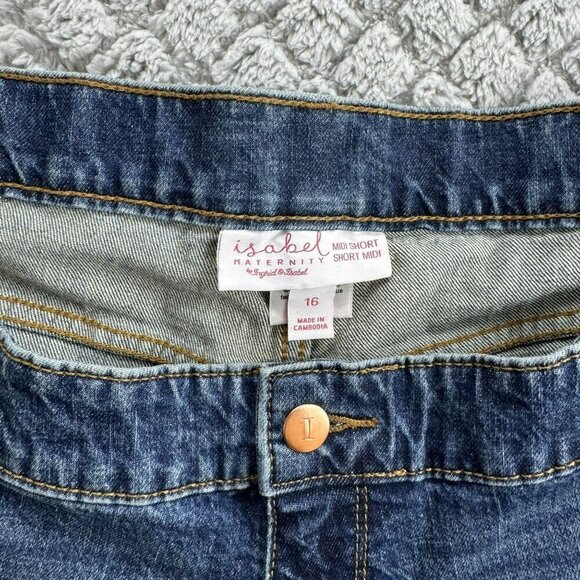 isabel
MATERNITY
by Ingrid & Isabel
MIDI SHORT
SHORT MIDI
16
MADE IN
CAMBODIA
I